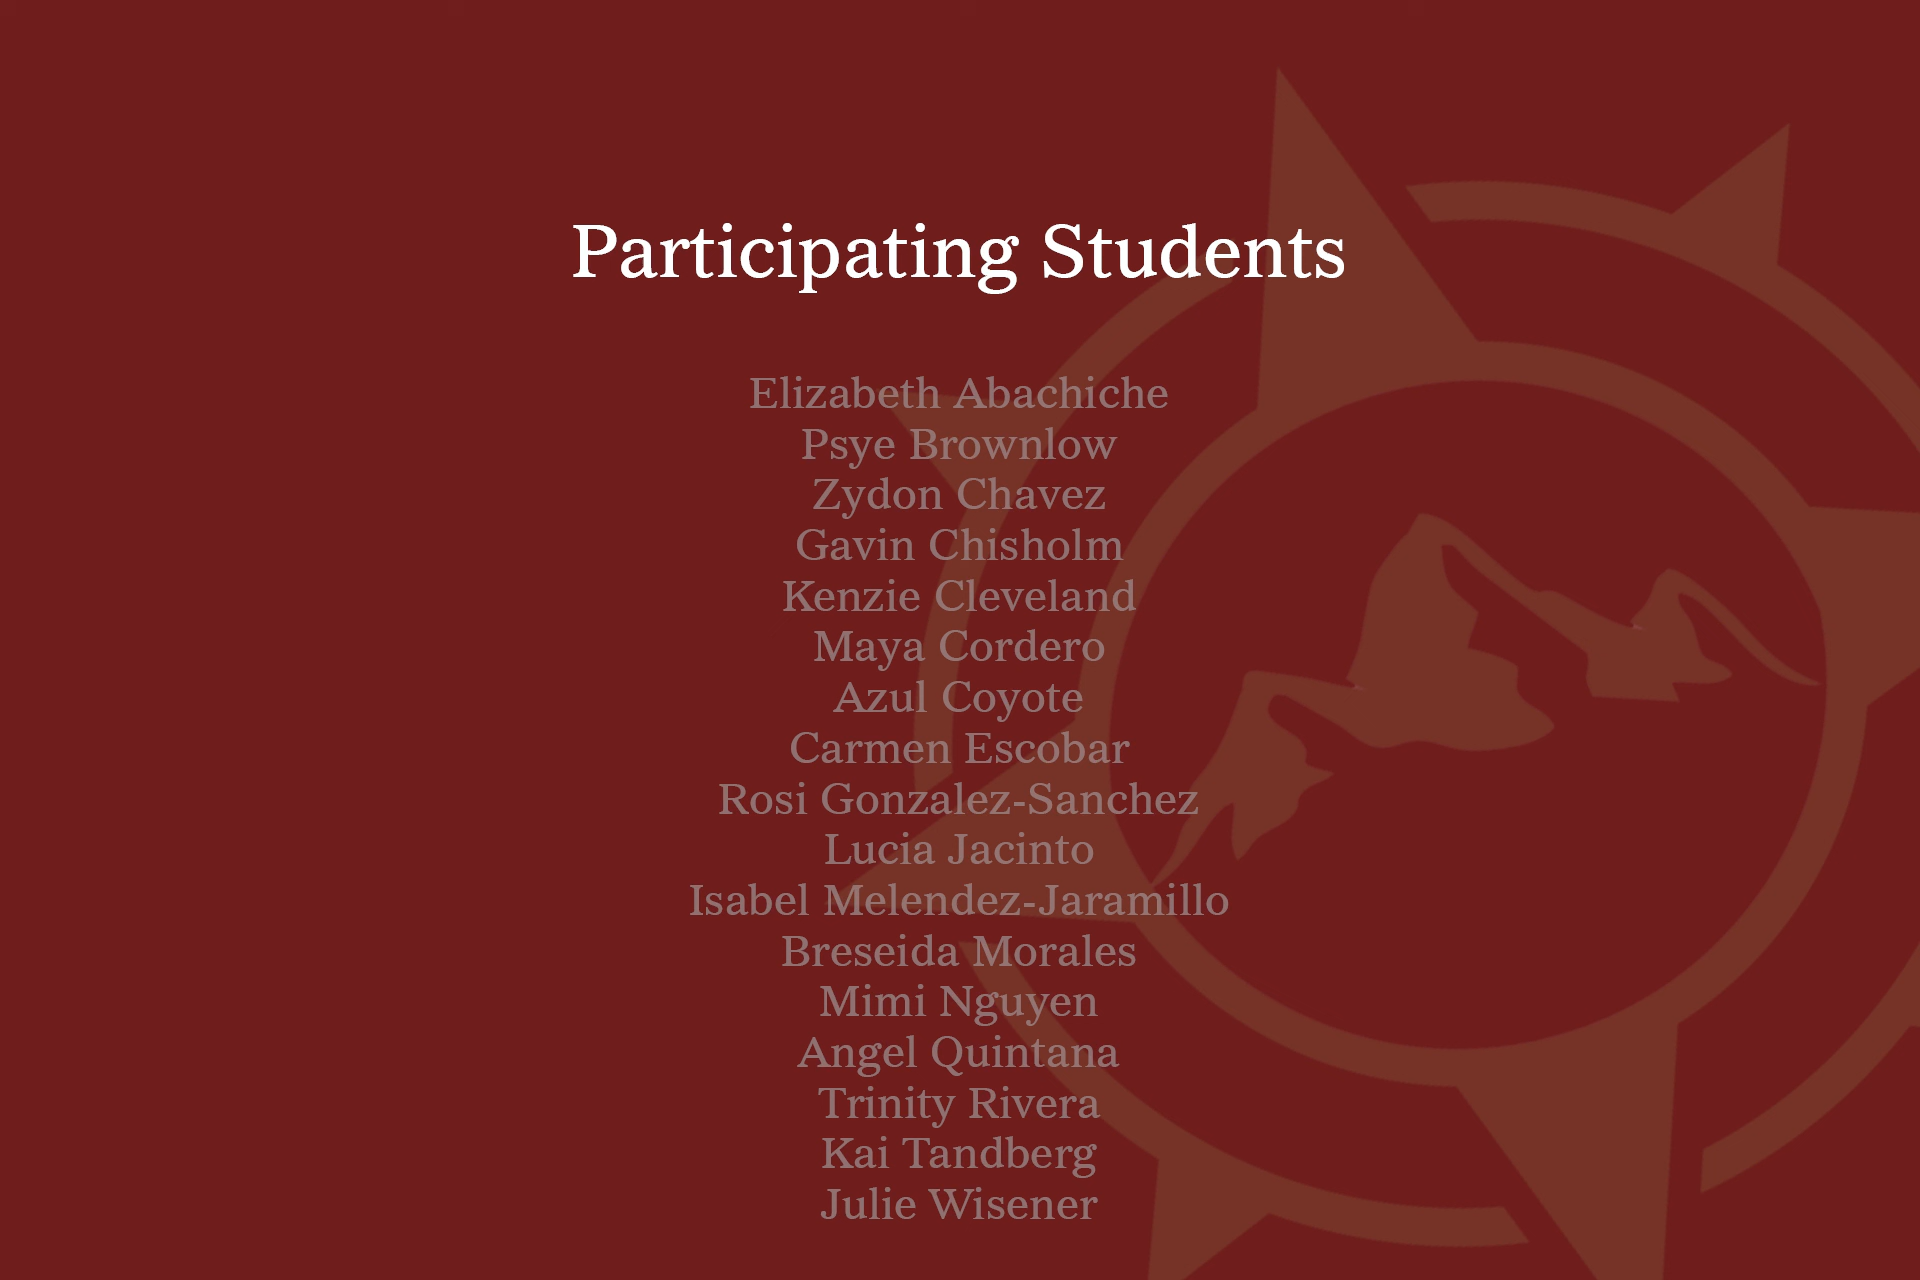 Participating Students
Elizabeth Abachiche
Psye Brownlow
Zydon Chavez
Gavin Chisholm
Kenzie Cleveland
Maya Cordero
Azul Coyote
Carmen Escobar
Rosi Gonzalez-Sanchez
Lucia Jacinto
Isabel Melendez-Jaramillo
Breseida Morales
Mimi Nguyen
Angel Quintana
Trinity Rivera
Kai Tandberg
Julie Wisener